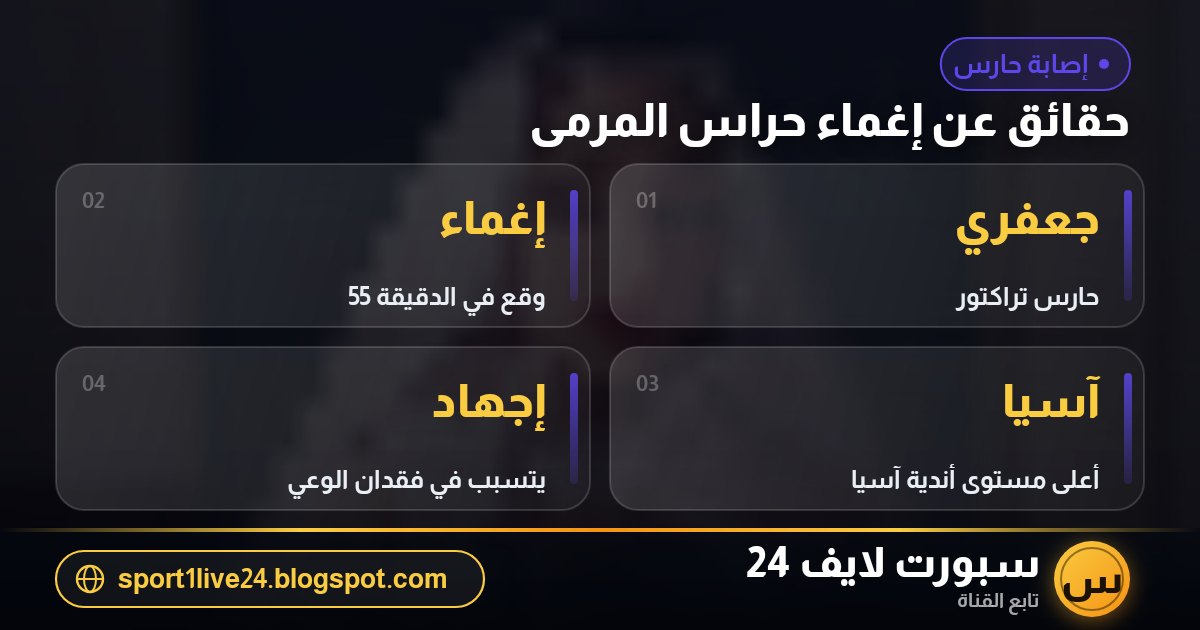 • إصابة حارس
حقائق عن إغماء حراس المرمى
01
جعفري
حارس تراكتور
02
إغماء
وقع في الدقيقة 55
03
آسيا
أعلى مستوى أندية آسيا
04
إجهاد
يتسبب في فقدان الوعي
س
سبورت لايف 24
تابع القناة
sport1live24.blogspot.com